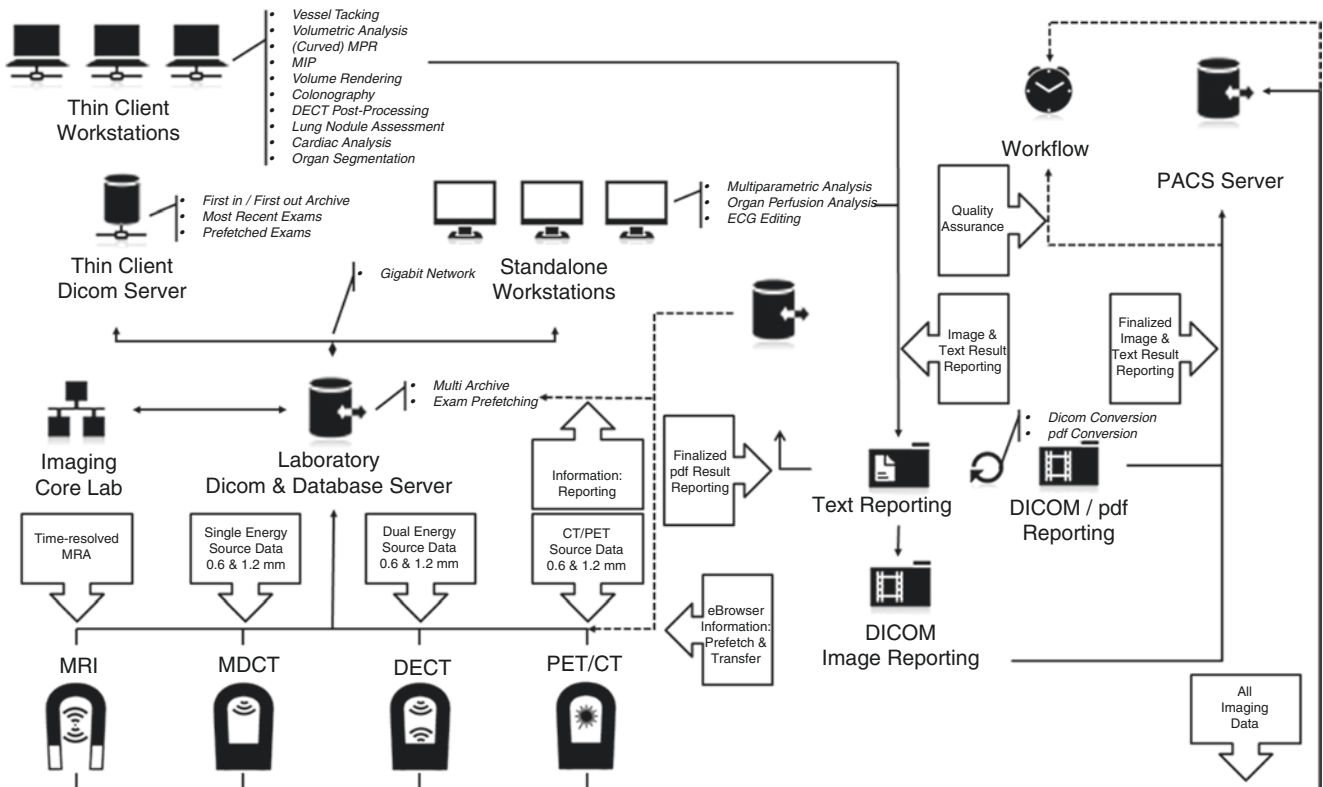 • Vessel Tacking
• Volumetric Analysis
• (Curved) MPR
• MIP
• Volume Rendering
• Colonography
• DECT Post-Processing
• Lung Nodule Assessment
• Cardiac Analysis
• Organ Segmentation
Thin Client
Workstations
Workflow
PACS Server
• First in / First out Archive
• Most Recent Exams
• Prefetched Exams
Thin Client
Dicom Server
• Multiparametric Analysis
• Organ Perfusion Analysis
• ECG Editing
Standalone
Workstations
Quality
Assurance
• Gigabit Network
Image &
Text Result
Reporting
Finalized
Image &
Text Result
Reporting
• Multi Archive
• Exam Prefetching
Imaging
Core Lab
Laboratory
Dicom & Database Server
Information:
Reporting
Finalized
pdf Result
Reporting
Text Reporting
• Dicom Conversion
• pdf Conversion
DICOM / pdf
Reporting
Time-resolved
MRA
Single Energy
Source Data
0.6 & 1.2 mm
Dual Energy
Source Data
0.6 & 1.2 mm
CT/PET
Source Data
0.6 & 1.2 mm
eBrowser
Information:
Prefetch &
Transfer
DICOM
Image Reporting
MRI
MDCT
DECT
PET/CT
All
Imaging
Data